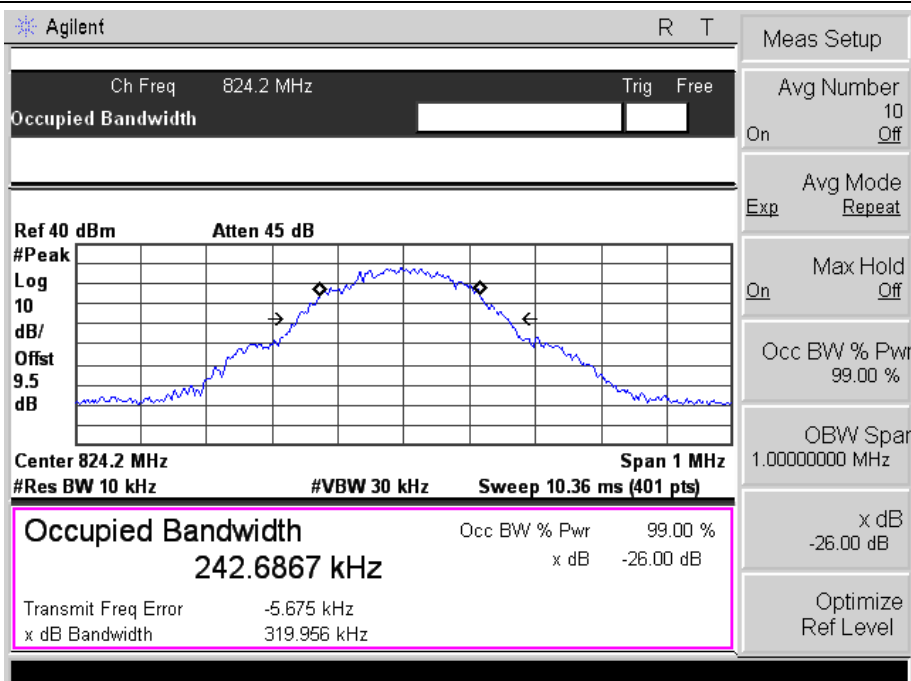 Agilent R T
Ch Freq 824.2 MHz Trig Free
Occupied Bandwidth
Ref 40 dBm Atten 45 dB
#Peak
Log
10
dB/
Offst
9.5
dB
Center 824.2 MHz Span 1 MHz
#Res BW 10 kHz #VBW 30 kHz Sweep 10.36 ms (401 pts)
Occupied Bandwidth
242.6867 kHz
Occ BW % Pwr 99.00 %
x dB -26.00 dB
Transmit Freq Error -5.675 kHz
x dB Bandwidth 319.956 kHz
Meas Setup
Avg Number
10
On Off
Avg Mode
Exp Repeat
Max Hold
On Off
Occ BW % Pwr
99.00 %
OBW Span
1.00000000 MHz
x dB
-26.00 dB
Optimize
Ref Level